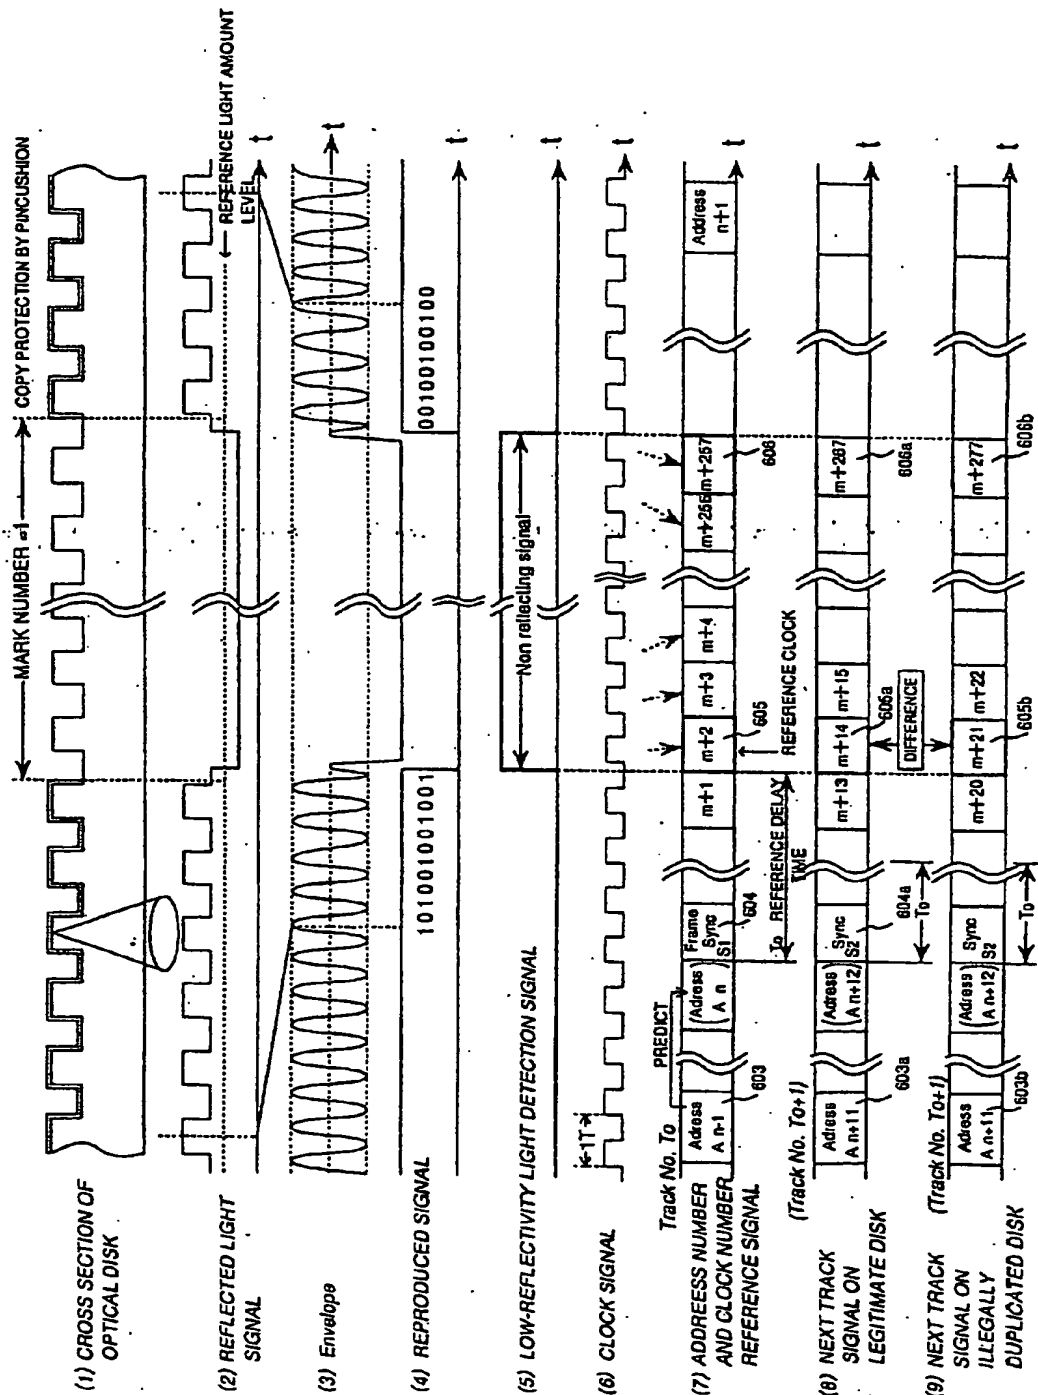 MARK NUMBER =1
COPY PROTECTION BY PINCUSHION
(1) CROSS SECTION OF
OPTICAL DISK
(2) REFLECTED LIGHT
SIGNAL
REFERENCE LIGHT AMOUNT
LEVEL
t
(3) Envelope
t
(4) REPRODUCED SIGNAL
1010010001001
00100100100
t
(5) LOW-REFLECTIVITY LIGHT DETECTION SIGNAL
Non reflecting signal
t
(6) CLOCK SIGNAL
1T
t
Track No. To
PREDICT
(7) ADDREESS NUMBER
AND CLOCK NUMBER
REFERENCE SIGNAL
Adress
A n-1
(Adress
A n)
Frame
Sync
S1
m+1
m+2
m+3
m+4
m+256
m+257
Address
n+1
t
603
604
605
606
To REFERENCE DELAY
TIME
REFERENCE CLOCK
(Track No. To+1)
(8) NEXT TRACK
SIGNAL ON
LEGITIMATE DISK
Adress
A n+11
(Adress
A n+12)
Sync
S2
m+13
m+14
m+15
m+267
t
603a
604a
605a
606a
To
DIFFERENCE
(Track No. To+1)
(9) NEXT TRACK
SIGNAL ON
ILLEGALLY
DUPLICATED DISK
Adress
A n+11
(Adress
A n+12)
Sync
S2
m+20
m+21
m+22
m+277
t
603b
To
605b
606b